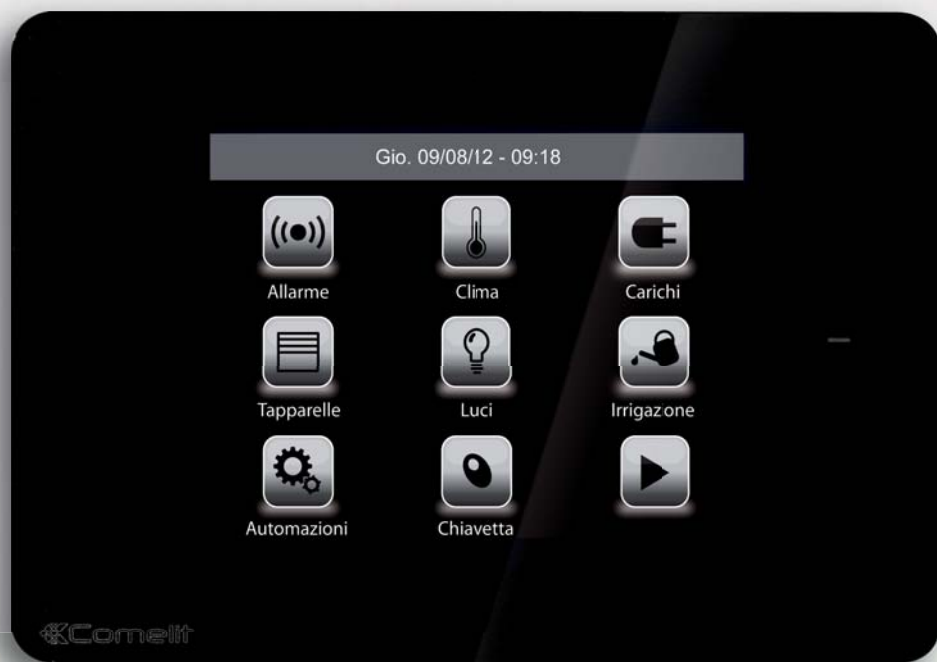 Gio. 09/08/12 - 09:18
Allarme Clima Carichi
Tapparelle Luci Irrigazone
Automazioni Chiavetta
Comelit